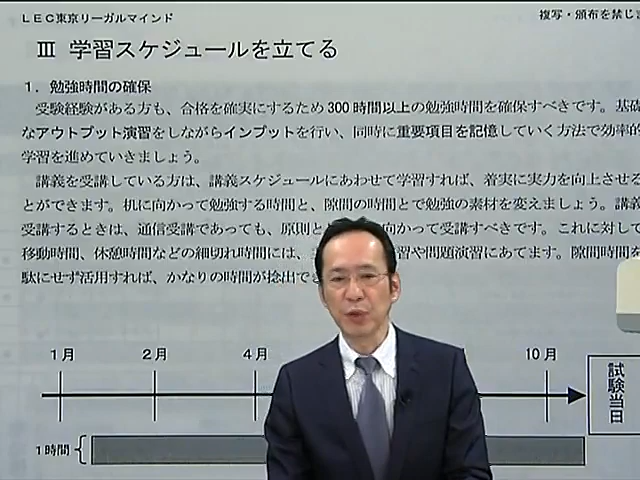 LEC東京リーガルマインド
複写・頒布を禁じま
Ⅲ 学習スケジュールを立てる
1．勉強時間の確保
受験経験がある方も、合格を確実にするため300時間以上の勉強時間を確保すべきです。基礎
なアウトプット演習をしながらインプットを行い、同時に重要項目を記憶していく方法で効率的
学習を進めていきましょう。
講義を受講している方は、講義スケジュールにあわせて学習すれば、着実に実力を向上させる
とができます。机に向かって勉強する時間と、隙間の時間とで勉強の素材を変えましょう。講義
受講するときは、通信受講であっても、原則と 向かって受講すべきです。これに対して
移動時間、休憩時間などの細切れ時間には、 習や問題演習にあてます。隙間時間を
駄にせず活用すれば、かなりの時間が捻出で
1月 2月 4月 10月
試験当日
1時間